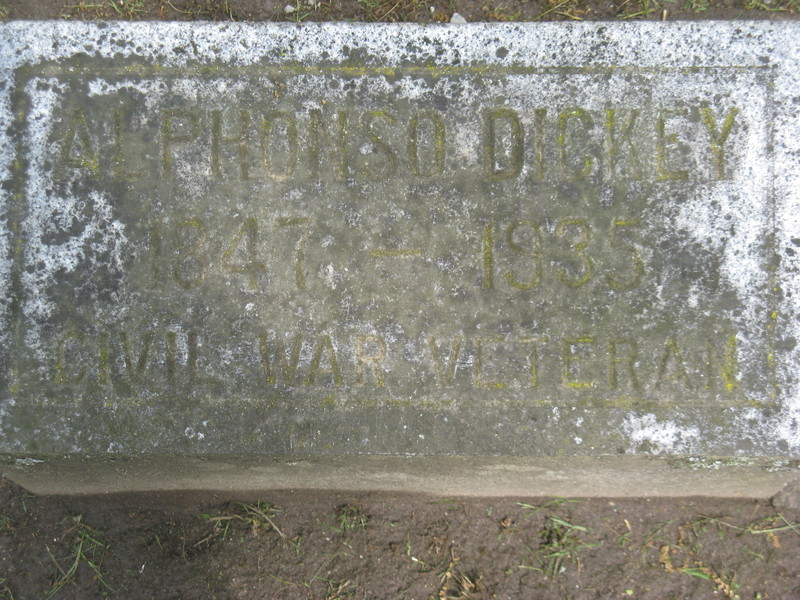 ALPHONSO DICKEY
1847 — 1935
CIVIL WAR VETERAN